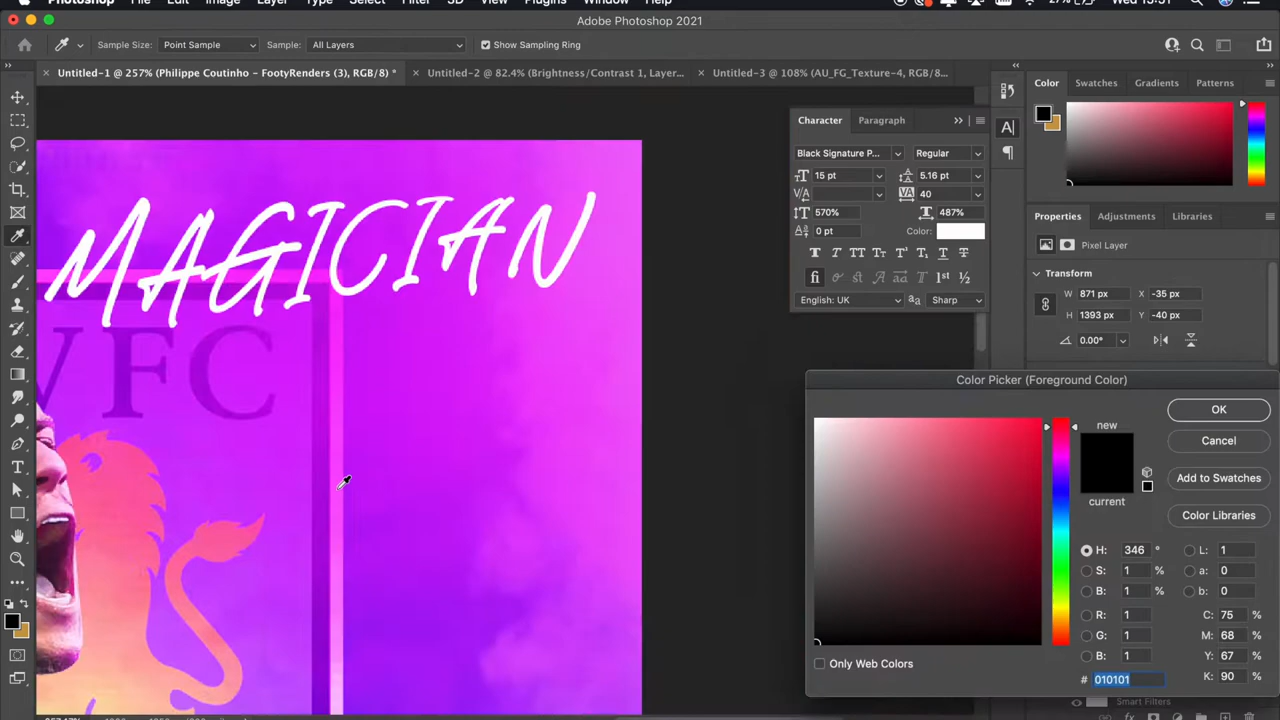 Photoshop File Edit Image Layer Type Select Filter 3D View Plugins Window Help 27% Wed 15:51
Adobe Photoshop 2021
Sample Size: Point Sample Sample: All Layers Show Sampling Ring
Untitled-1 @ 257% (Philippe Coutinho - FootyRenders (3), RGB/8) * Untitled-2 @ 82.4% (Brightness/Contrast 1, Layer... Untitled-3 @ 108% (AU_FG_Texture-4, RGB/8...
MAGICIAN
VFC
Character Paragraph
Black Signature P... Regular
15 pt 5.16 pt
40
570% 487%
0 pt Color:
English: UK Sharp
Color Swatches Gradients Patterns
Properties Adjustments Libraries
Pixel Layer
Transform
W 871 px X -35 px
H 1393 px Y -40 px
0.00°
Color Picker (Foreground Color)
new
current
OK
Cancel
Add to Swatches
Color Libraries
H: 346 ° L: 1
S: 1 % a: 0
B: 1 % b: 0
R: 1 C: 75 %
G: 1 M: 68 %
B: 1 Y: 67 %
# 010101 K: 90 %
Only Web Colors
Smart Filters